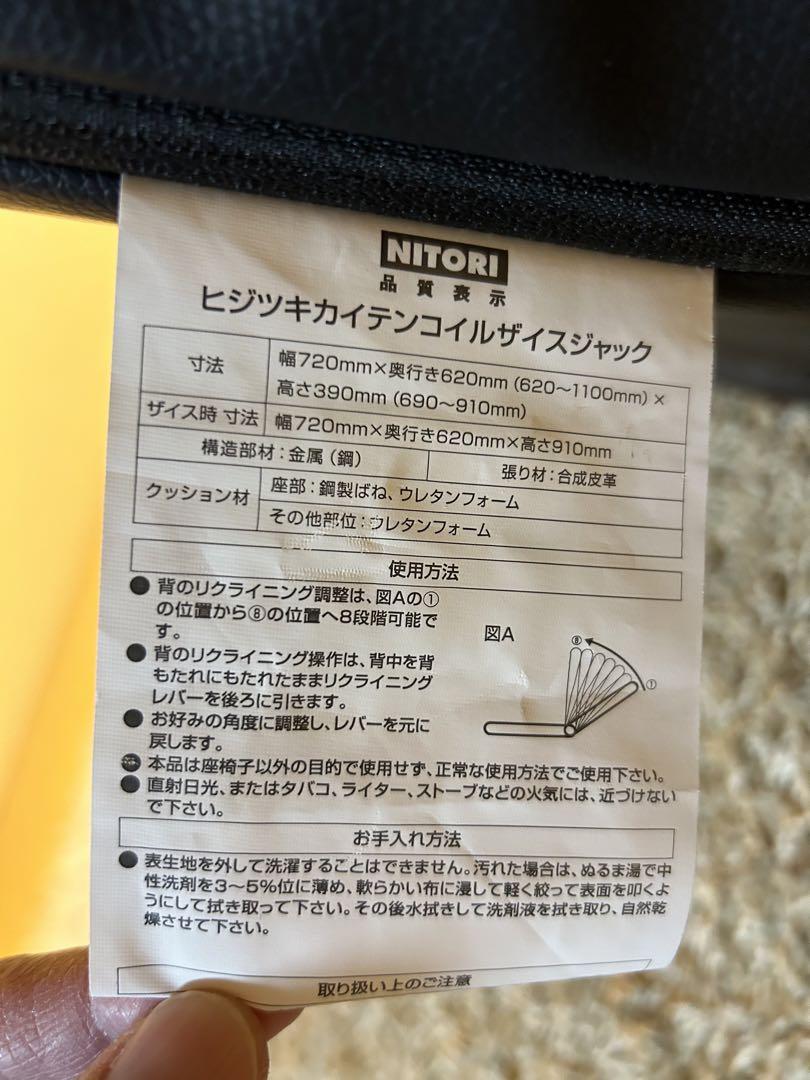 NITORI
品質表示
ヒジツキカイテンコイルザイスジャック
寸法
幅720mm×奥行き620mm(620〜1100mm)×
高さ390mm(690〜910mm)
ザイス時 寸法 幅720mm×奥行き620mm×高さ910mm
構造部材:金属(鋼) 張り材:合成皮革
クッション材
座部:鋼製ばね、ウレタンフォーム
その他部位:ウレタンフォーム
使用方法
●背のリクライニング調整は、図Aの①
の位置から⑧の位置へ8段階可能で
す。
●背のリクライニング操作は、背中を背
もたれにもたれたままリクライニング
レバーを後ろに引きます。
●お好みの角度に調整し、レバーを元に
戻します。
図A
⑧
①
●本品は座椅子以外の目的で使用せず、正常な使用方法でご使用下さい。
●直射日光、またはタバコ、ライター、ストーブなどの火気には、近づけない
で下さい。
お手入れ方法
●表生地を外して洗濯することはできません。汚れた場合は、ぬるま湯で中
性洗剤を3〜5%位に薄め、軟らかい布に浸して軽く絞って表面を叩くよ
うにして拭き取って下さい。その後水拭きして洗剤液を拭き取り、自然乾
燥させて下さい。
取り扱い上のご注意